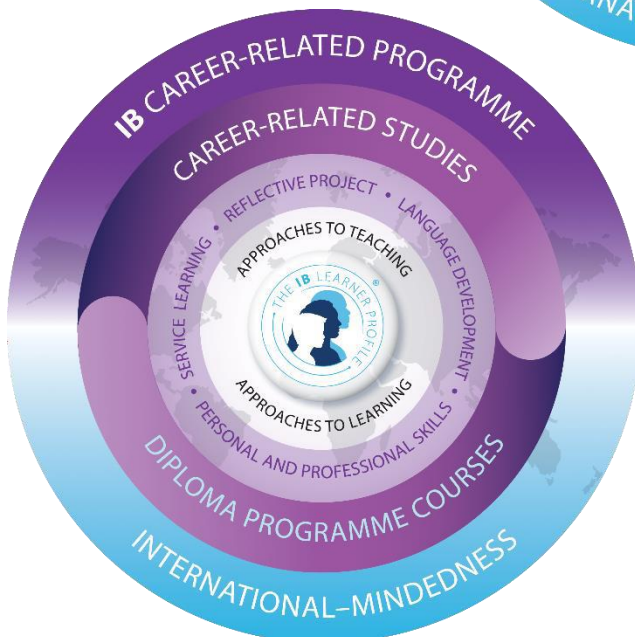 IB CAREER-RELATED PROGRAMME
CAREER-RELATED STUDIES
SERVICE LEARNING • REFLECTIVE PROJECT • LANGUAGE DEVELOPMENT • PERSONAL AND PROFESSIONAL SKILLS •
APPROACHES TO TEACHING
THE IB LEARNER PROFILE®
APPROACHES TO LEARNING
DIPLOMA PROGRAMME COURSES
INTERNATIONAL–MINDEDNESS